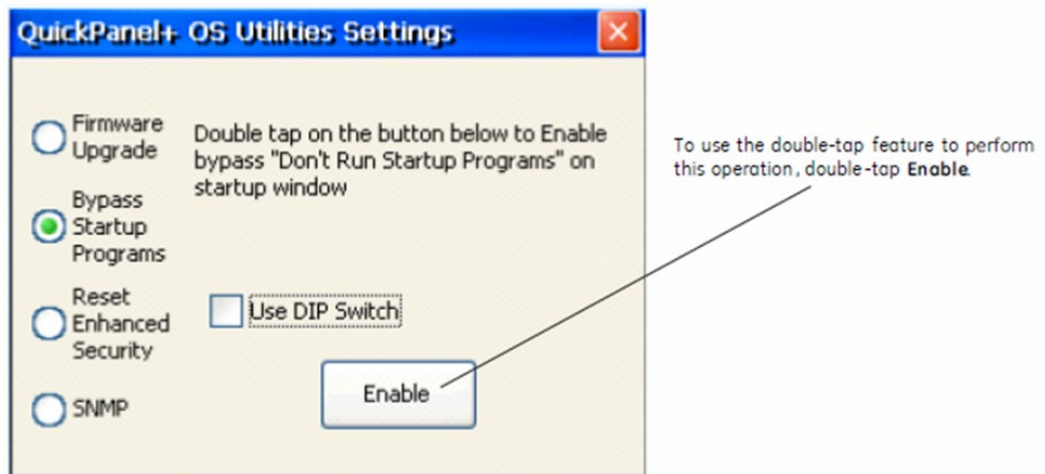 QuickPanel+ OS Utilities Settings
Firmware
Upgrade
Double tap on the button below to Enable
bypass "Don't Run Startup Programs" on
startup window
Bypass
Startup
Programs
Reset
Enhanced
Security
Use DIP Switch
SNMP
Enable
To use the double-tap feature to perform
this operation, double-tap Enable.